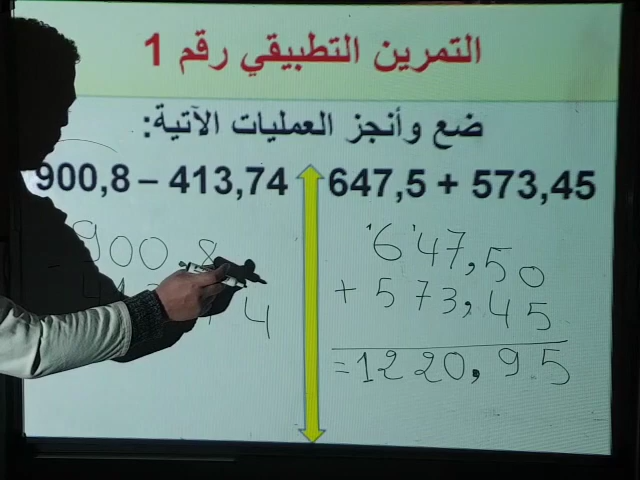 التمرين التطبيقي رقم 1
ضع وأنجز العمليات الآتية:
900,8 – 413,74
647,5 + 573,45
900 8
4
647,50
+ 573,45
=1220,95